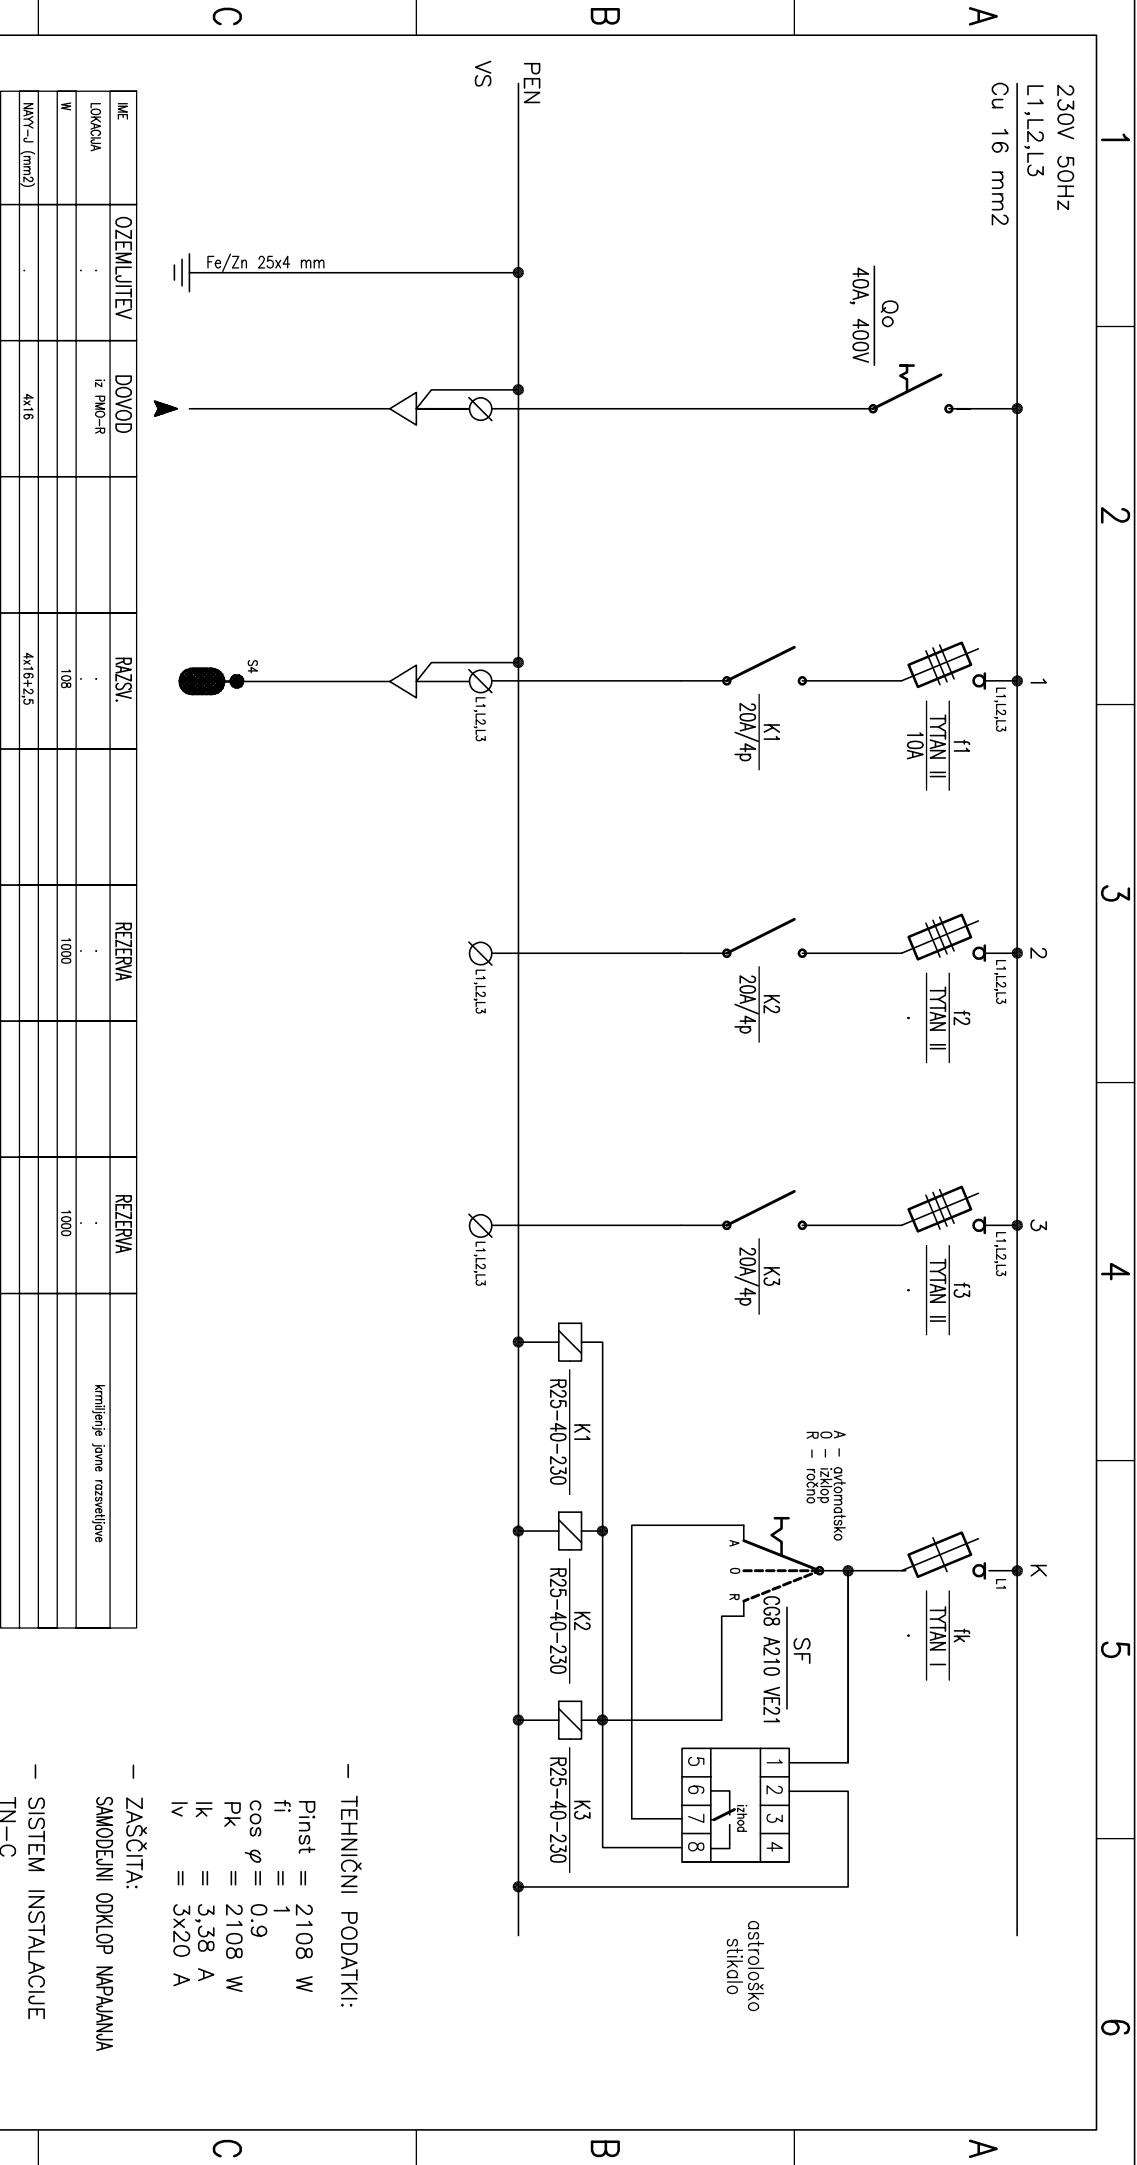 1
2
3
4
5
6
A
B
C
A
B
C
230V 50Hz
L1,L2,L3
Cu 16 mm2
PEN
VS
Fe/Zn 25x4 mm
Qo
40A, 400V
1
L1,L2,L3
f1
TYTAN II
10A
K1
20A/4p
L1,L2,L3
S4
2
L1,L2,L3
f2
TYTAN II
.
K2
20A/4p
L1,L2,L3
3
L1,L2,L3
f3
TYTAN II
.
K3
20A/4p
L1,L2,L3
K
L1
fk
TYTAN I
.
A - avtomatsko
0 - izklop
R - ročno
A
0
R
SF
CG8 A210 VE21
1 2 3 4
izhod
5 6 7 8
astrološko
stikalo
K1
R25-40-230
K2
R25-40-230
K3
R25-40-230
IME OZEMLJITEV DOVOD RAZSV. REZERVA REZERVA
LOKACIJA . . iz PMO-R . . . . . . krmiljenje javne razsvetljave
W 108 1000 1000
NAYY-J (mm2) . 4x16 4x16+2,5
- TEHNIČNI PODATKI:
Pinst = 2108 W
fi = 1
cos φ = 0.9
Pk = 2108 W
Ik = 3,38 A
Iv = 3x20 A
- ZAŠČITA:
SAMODEJNI ODKLOP NAPAJANJA
- SISTEM INSTALACIJE
TN-C